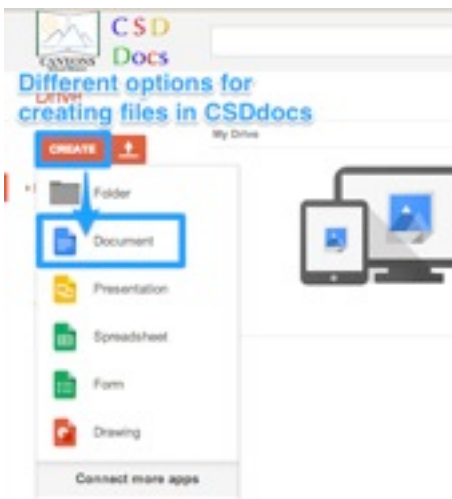 CSD
CANYONS
Docs
Different options for
Drive
creating files in CSDdocs
My Drive
CREATE
Folder
Document
Presentation
Spreadsheet
Form
Drawing
Connect more apps